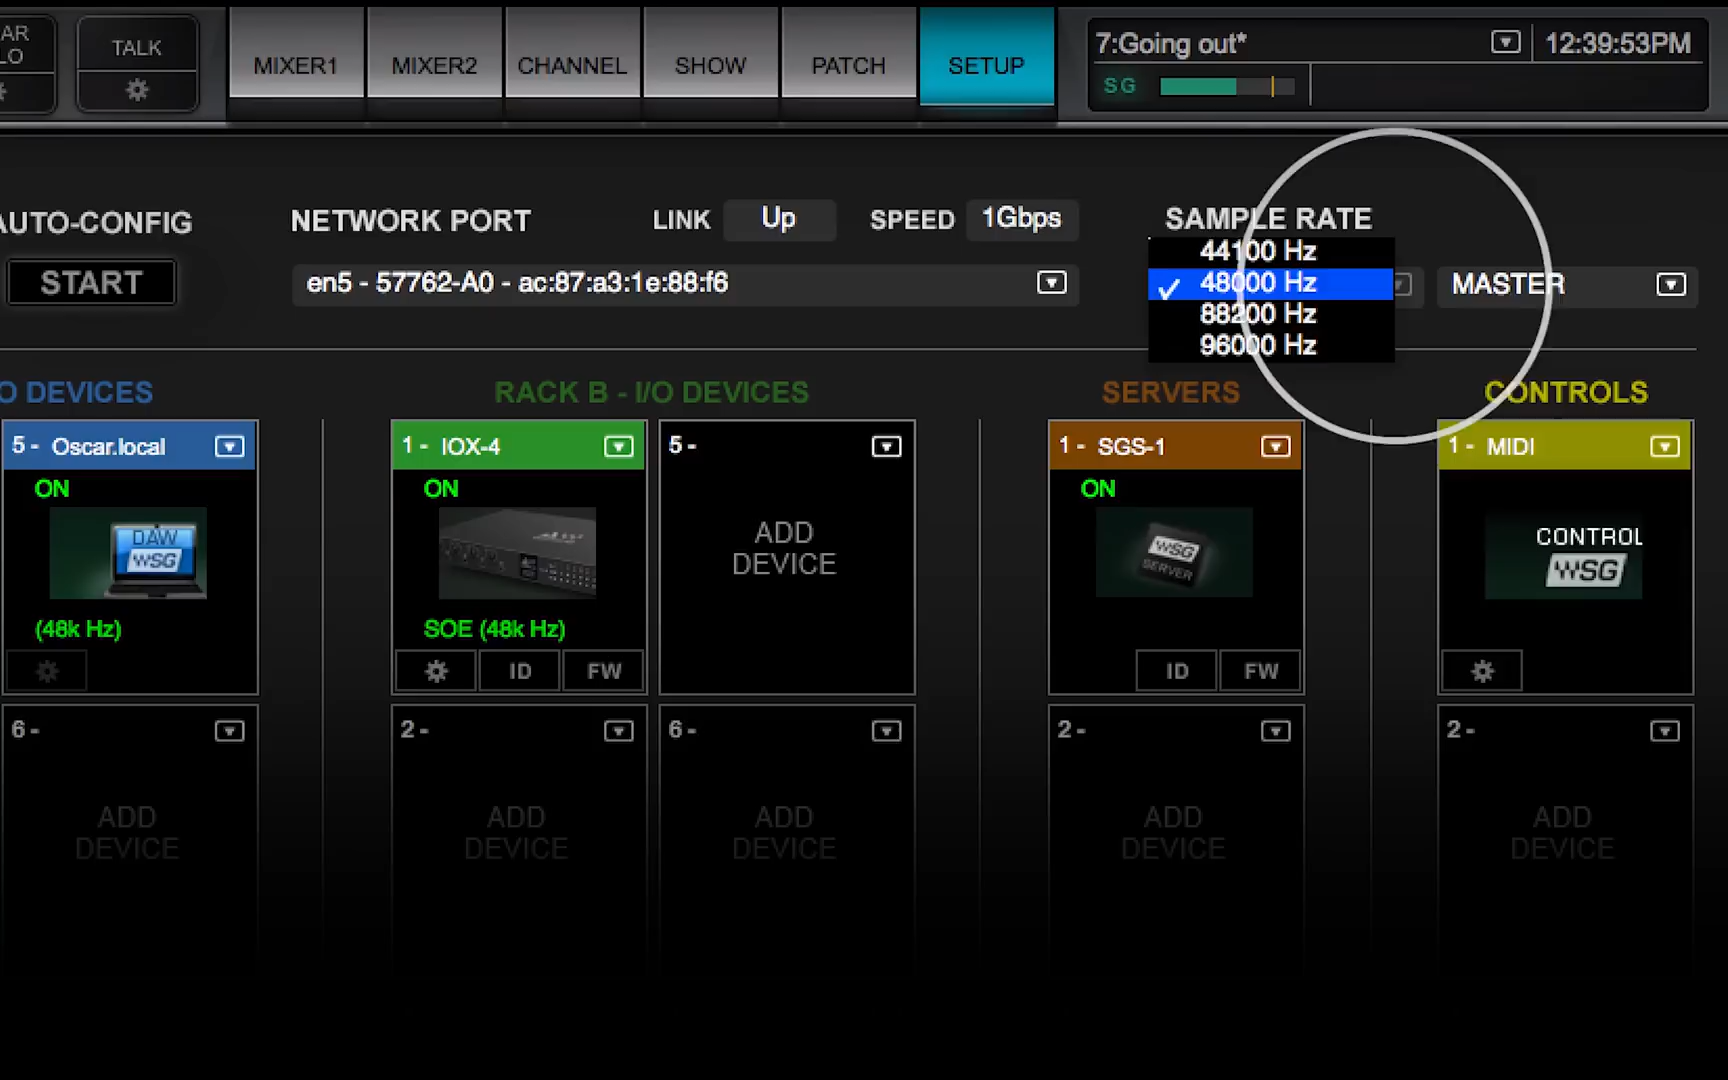 AR
LO
TALK
MIXER1
MIXER2
CHANNEL
SHOW
PATCH
SETUP
7:Going out*
12:39:53PM
SG
AUTO-CONFIG
NETWORK PORT
LINK
Up
SPEED
1Gbps
SAMPLE RATE
START
en5 - 57762-A0 - ac:87:a3:1e:88:f6
44100 Hz
✓ 48000 Hz
88200 Hz
96000 Hz
MASTER
O DEVICES
RACK B - I/O DEVICES
SERVERS
CONTROLS
5 - Oscar.local
ON
DAW
WSG
(48k Hz)
1 - IOX-4
ON
SOE (48k Hz)
ID
FW
5 -
ADD
DEVICE
1 - SGS-1
ON
WSG
SERVER
ID
FW
1 - MIDI
CONTROL
WSG
6 -
ADD
DEVICE
2 -
ADD
DEVICE
6 -
ADD
DEVICE
2 -
ADD
DEVICE
2 -
ADD
DEVICE